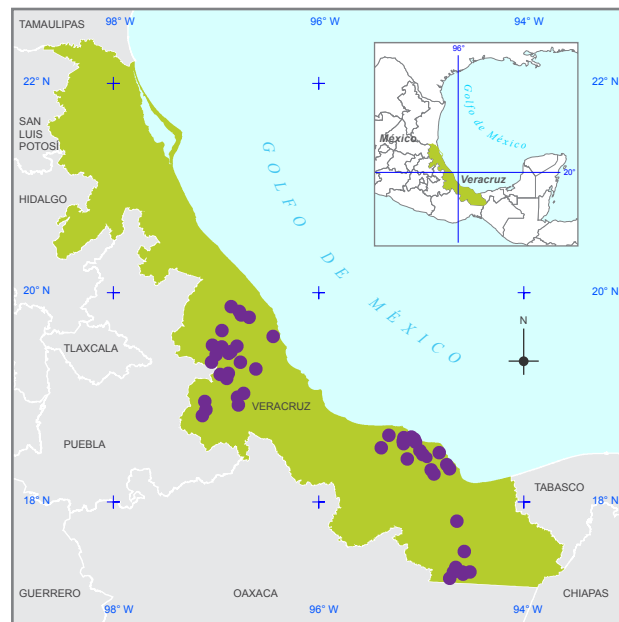 TAMAULIPAS
98° W
96° W
94° W
22° N
22° N
96°
Golfo de México
México
20°
Veracruz
SAN
LUIS
POTOSÍ
HIDALGO
GOLFO DE MÉXICO
20° N
20° N
N
TLAXCALA
VERACRUZ
PUEBLA
TABASCO
18° N
18° N
GUERRERO
98° W
OAXACA
96° W
94° W
CHIAPAS